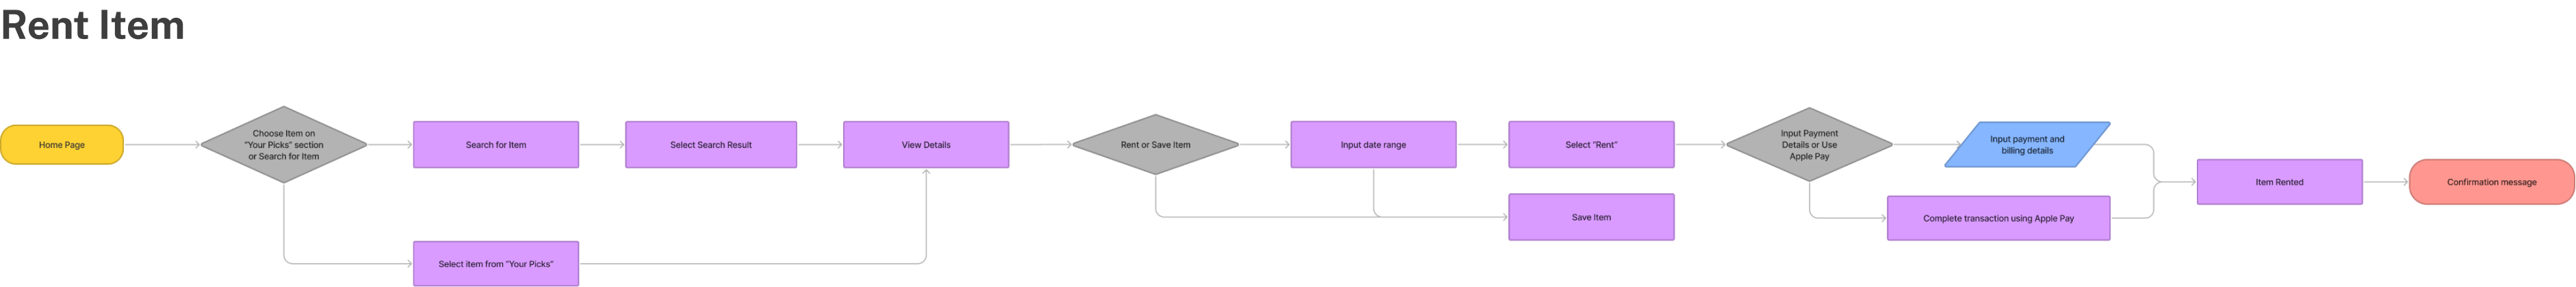 Rent Item
Home Page
Choose Item on
"Your Picks" section
or Search for Item
Search for Item
Select Search Result
View Details
Select item from "Your Picks"
Rent or Save Item
Input date range
Select "Rent"
Save Item
Input Payment
Details or Use
Apple Pay
Input payment and
billing details
Complete transaction using Apple Pay
Item Rented
Confirmation message